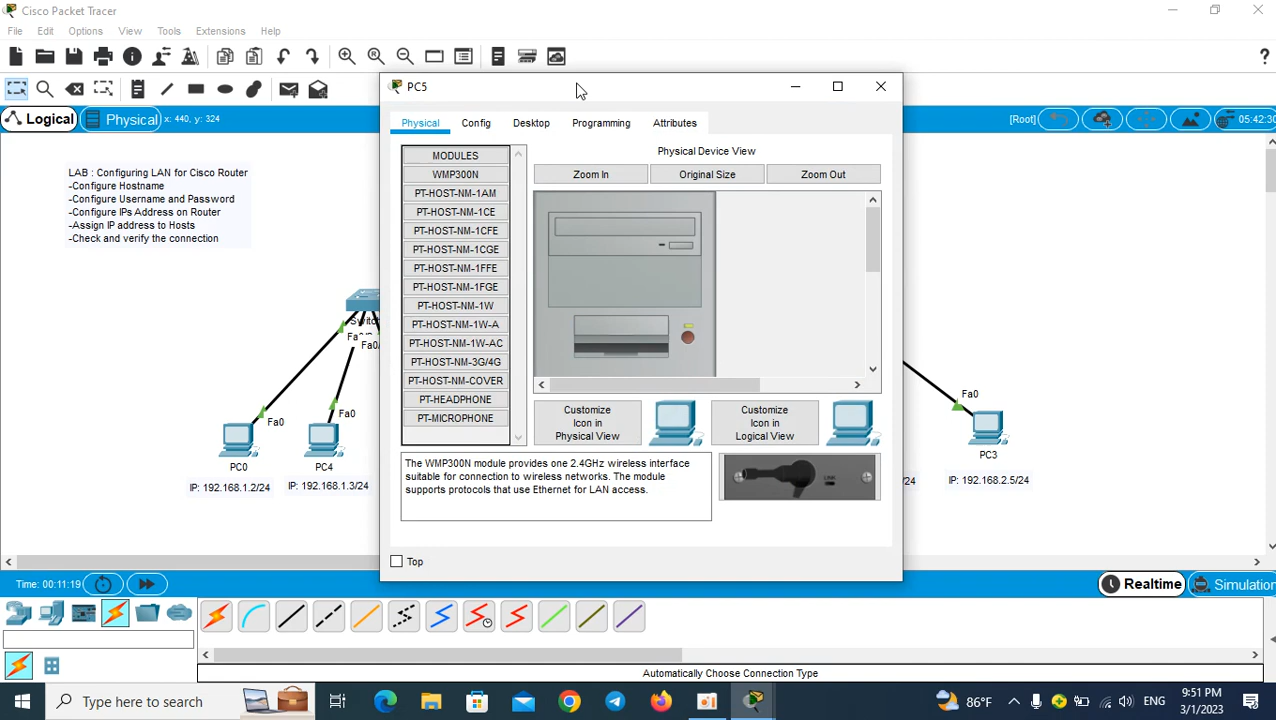 Cisco Packet Tracer
File Edit Options View Tools Extensions Help
?
PC5
Logical
Physical
x: 440, y: 324
[Root]
05:42:30
Physical Config Desktop Programming Attributes
LAB : Configuring LAN for Cisco Router
-Configure Hostname
-Configure Username and Password
-Configure IPs Address on Router
-Assign IP address to Hosts
-Check and verify the connection
MODULES
WMP300N
PT-HOST-NM-1AM
PT-HOST-NM-1CE
PT-HOST-NM-1CFE
PT-HOST-NM-1CGE
PT-HOST-NM-1FFE
PT-HOST-NM-1FGE
PT-HOST-NM-1W
PT-HOST-NM-1W-A
PT-HOST-NM-1W-AC
PT-HOST-NM-3G/4G
PT-HOST-NM-COVER
PT-HEADPHONE
PT-MICROPHONE
Physical Device View
Zoom In
Original Size
Zoom Out
Customize
Icon in
Physical View
Customize
Icon in
Logical View
The WMP300N module provides one 2.4GHz wireless interface
suitable for connection to wireless networks. The module
supports protocols that use Ethernet for LAN access.
LINK
Top
Switc
Fa0
Fa0
Fa0
PC0
IP: 192.168.1.2/24
PC4
IP: 192.168.1.3/24
Fa0
PC3
/24
IP: 192.168.2.5/24
Time: 00:11:19
Realtime
Simulation
Automatically Choose Connection Type
Type here to search
86°F
ENG
9:51 PM
3/1/2023